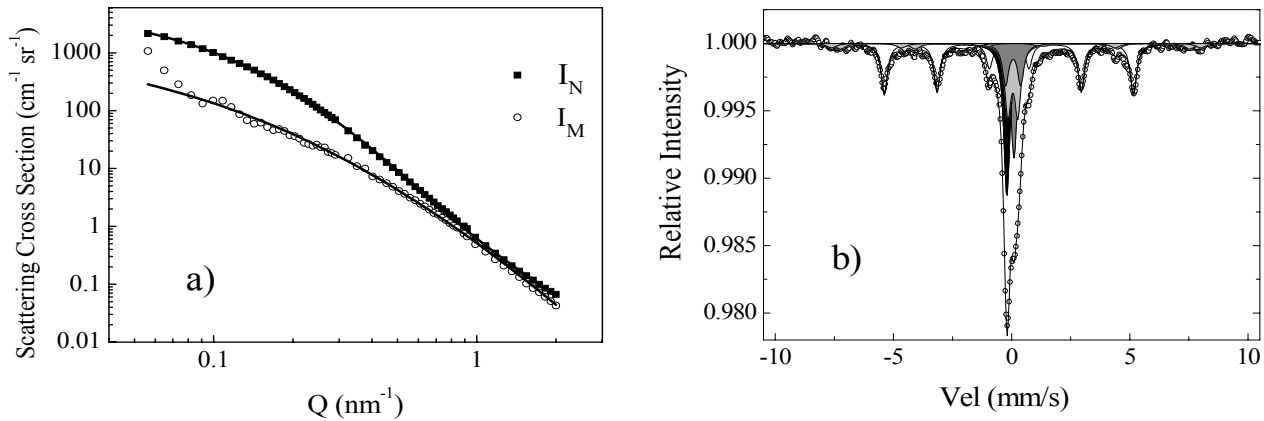 Scattering Cross Section (cm⁻¹ sr⁻¹)
1000
100
10
1
0.1
0.01
0.1
1
Q (nm⁻¹)
I_N
I_M
a)
Relative Intensity
1.000
0.995
0.990
0.985
0.980
-10
-5
0
5
10
Vel (mm/s)
b)